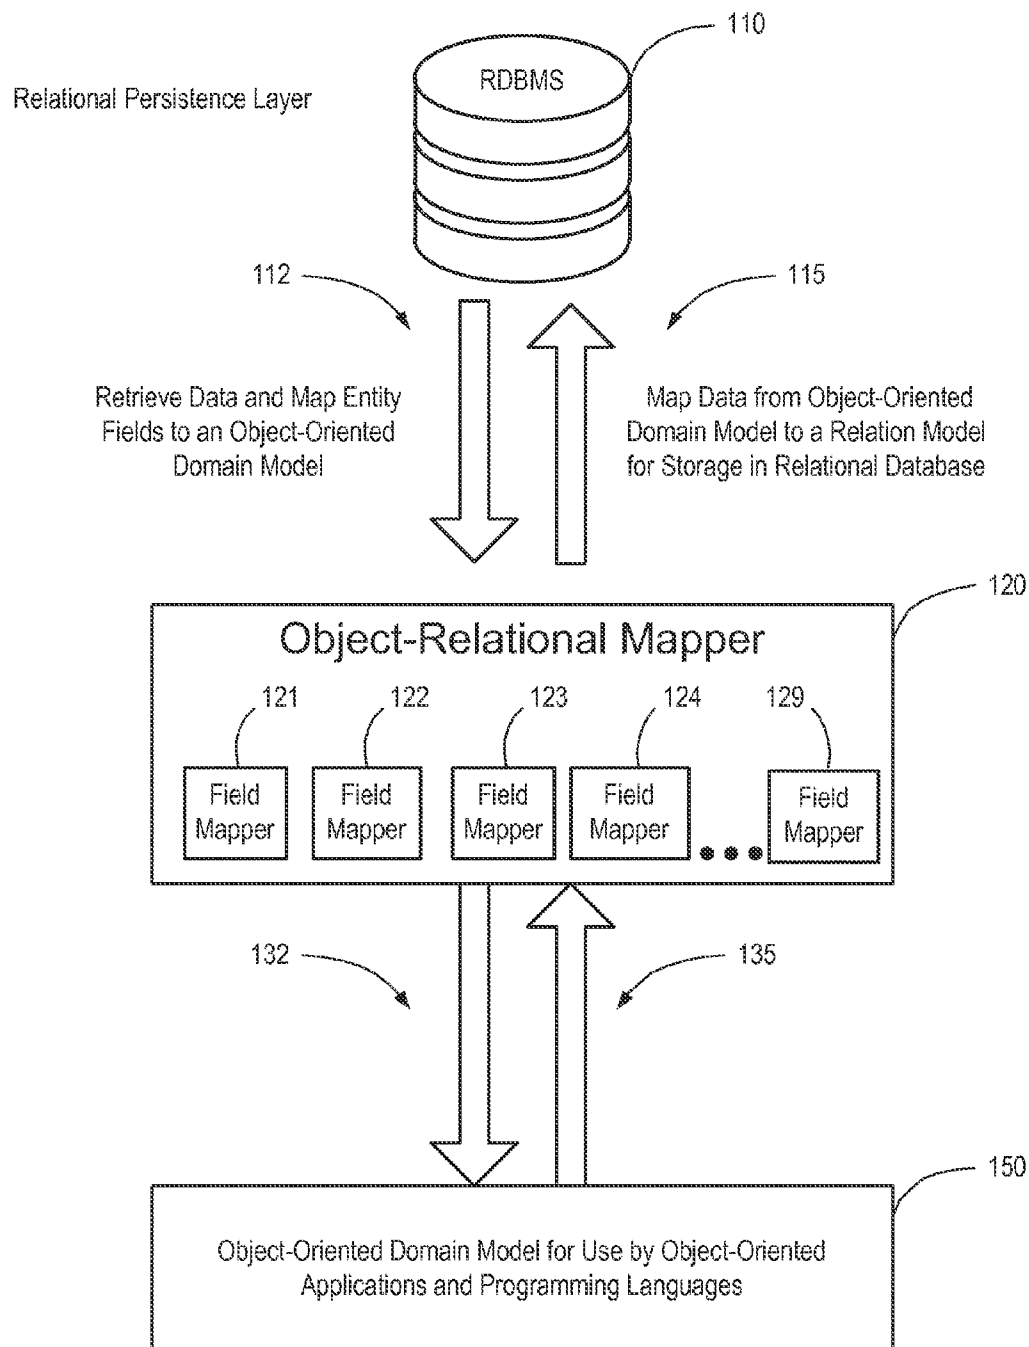 110
RDBMS
Relational Persistence Layer
112
115
Retrieve Data and Map Entity
Fields to an Object-Oriented
Domain Model
Map Data from Object-Oriented
Domain Model to a Relation Model
for Storage in Relational Database
120
Object-Relational Mapper
121
122
123
124
129
Field
Mapper
Field
Mapper
Field
Mapper
Field
Mapper
Field
Mapper
132
135
150
Object-Oriented Domain Model for Use by Object-Oriented
Applications and Programming Languages